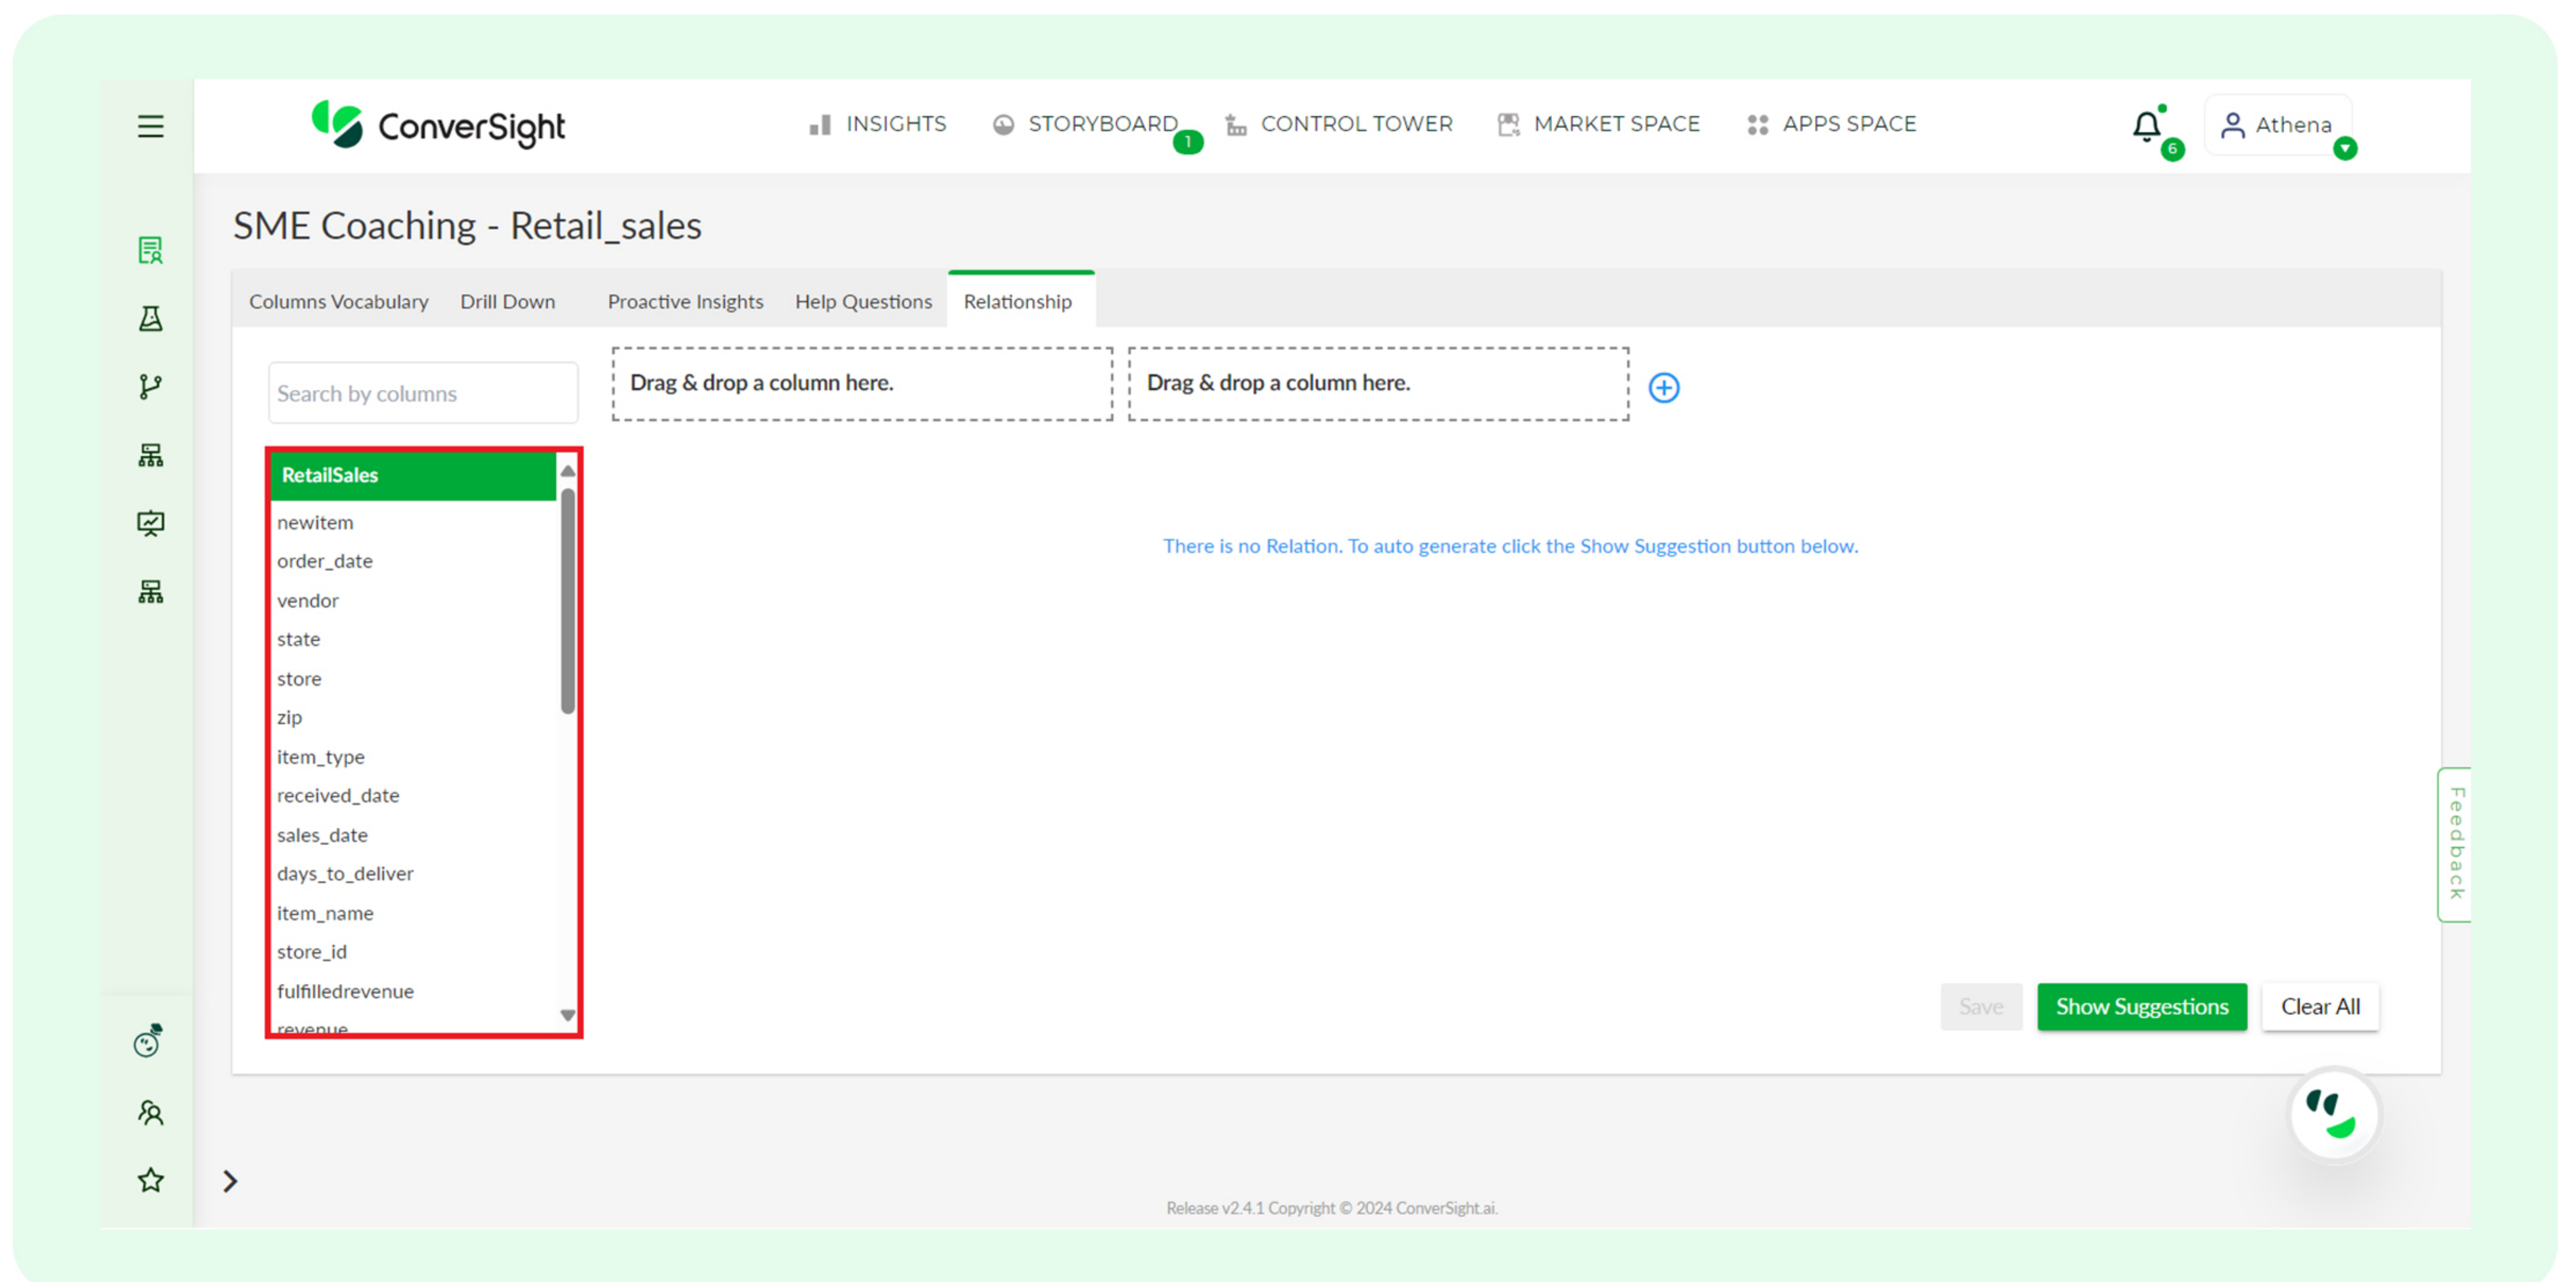 ConverSight
INSIGHTS
STORYBOARD
1
CONTROL TOWER
MARKET SPACE
APPS SPACE
6
Athena
SME Coaching - Retail_sales
Columns Vocabulary
Drill Down
Proactive Insights
Help Questions
Relationship
Search by columns
Drag & drop a column here.
Drag & drop a column here.
RetailSales
newitem
order_date
vendor
state
store
zip
item_type
received_date
sales_date
days_to_deliver
item_name
store_id
fulfilledrevenue
revenue
There is no Relation. To auto generate click the Show Suggestion button below.
Feedback
Save
Show Suggestions
Clear All
Release v2.4.1 Copyright © 2024 ConverSight.ai.